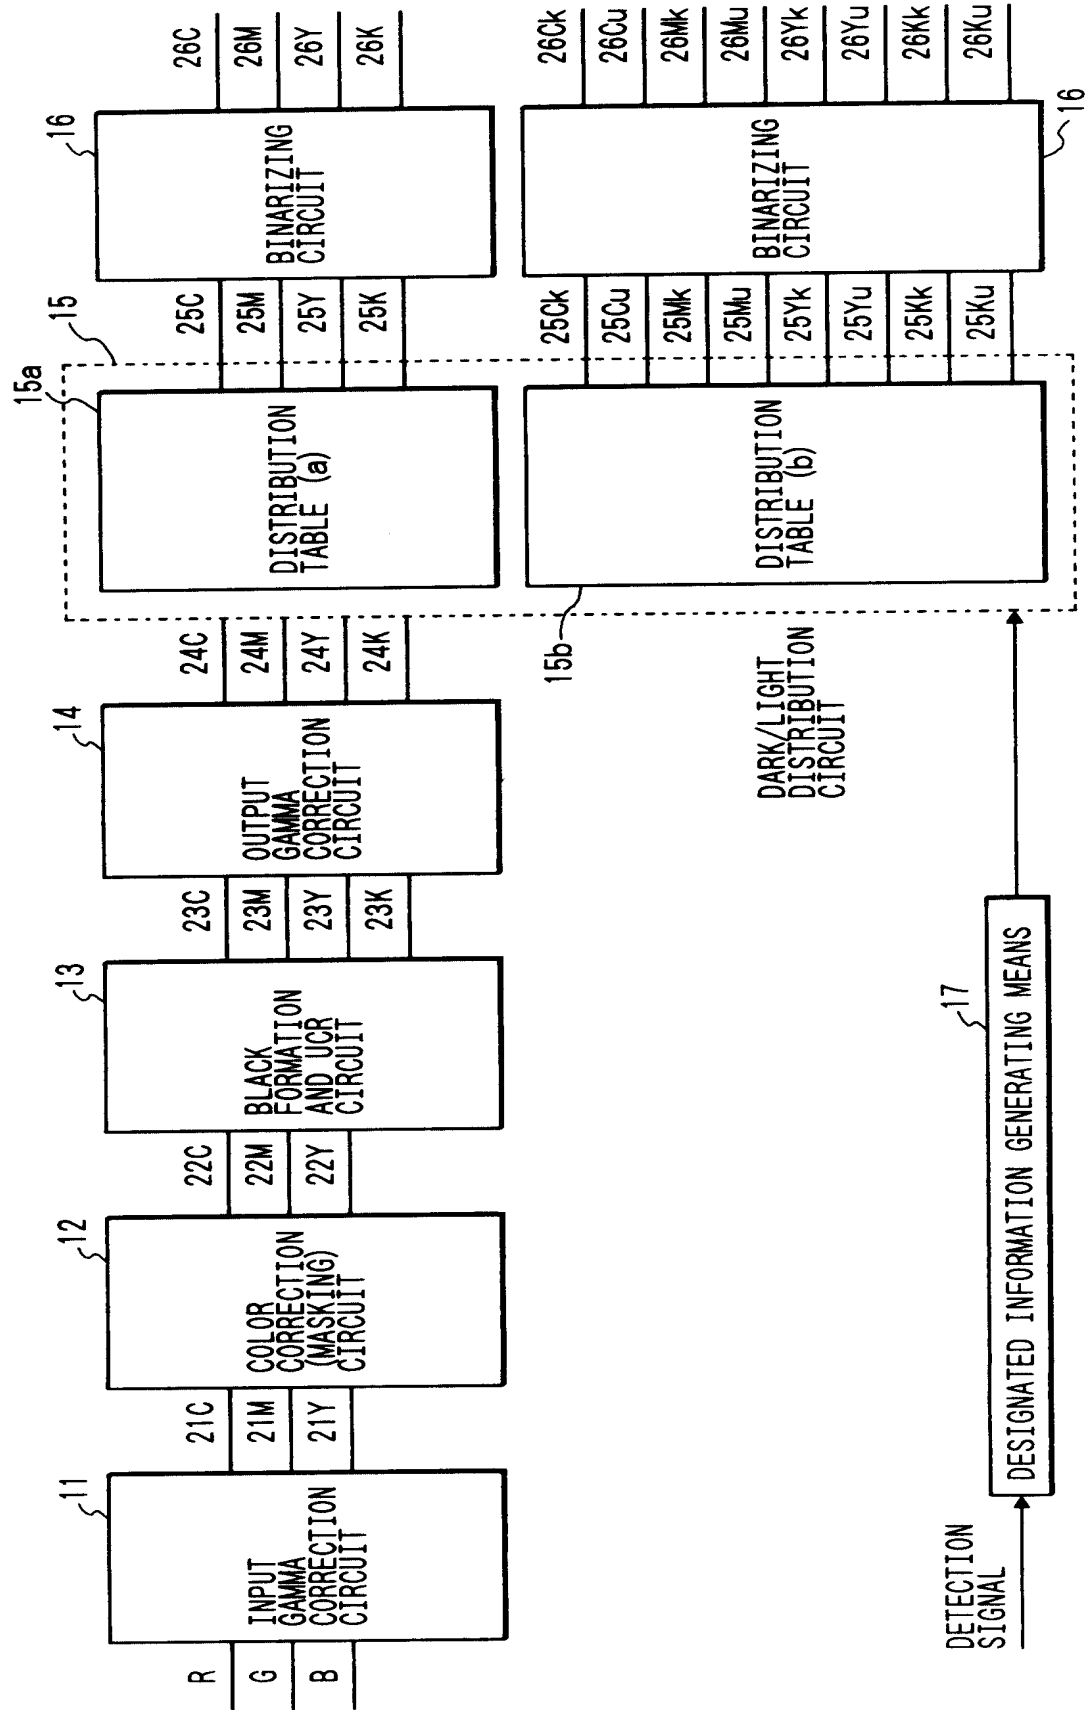 R
G
B
11
INPUT
GAMMA
CORRECTION
CIRCUIT
21C
21M
21Y
12
COLOR
CORRECTION
(MASKING)
CIRCUIT
22C
22M
22Y
13
BLACK
FORMATION
AND UCR
CIRCUIT
23C
23M
23Y
23K
14
OUTPUT
GAMMA
CORRECTION
CIRCUIT
24C
24M
24Y
24K
15
15a
DISTRIBUTION
TABLE (a)
25C
25M
25Y
25K
16
BINARIZING
CIRCUIT
26C
26M
26Y
26K
15b
DISTRIBUTION
TABLE (b)
25Ck
25Cu
25Mk
25Mu
25Yk
25Yu
25Kk
25Ku
BINARIZING
CIRCUIT
16
26Ck
26Cu
26Mk
26Mu
26Yk
26Yu
26Kk
26Ku
DARK/LIGHT
DISTRIBUTION
CIRCUIT
DETECTION
SIGNAL
17
DESIGNATED INFORMATION GENERATING MEANS